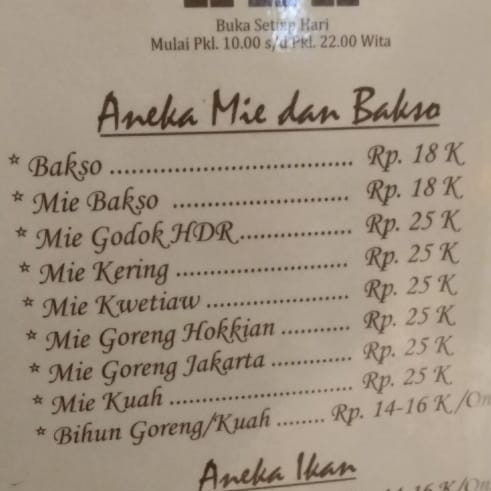 Buka Setiap Hari
Mulai Pkl. 10.00 s/d Pkl. 22.00 Wita
Aneka Mie dan Bakso
* Bakso ................................ Rp. 18 K
* Mie Bakso ........................ Rp. 18 K
* Mie Godok HDR............... Rp. 25 K
* Mie Kering ....................... Rp. 25 K
* Mie Kwetiaw ................... Rp. 25 K
* Mie Goreng Hokkian .......... Rp. 25 K
* Mie Goreng Jakarta ........... Rp. 25 K
* Mie Kuah ......................... Rp. 25 K
* Bihun Goreng/Kuah ........ Rp. 14-16 K/On
Aneka Ikan